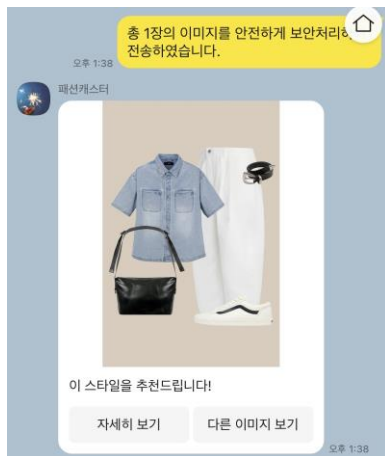 총 1장의 이미지를 안전하게 보안처리하
전송하였습니다.
오후 1:38
패션캐스터
이 스타일을 추천드립니다!
자세히 보기
다른 이미지 보기
오후 1:38